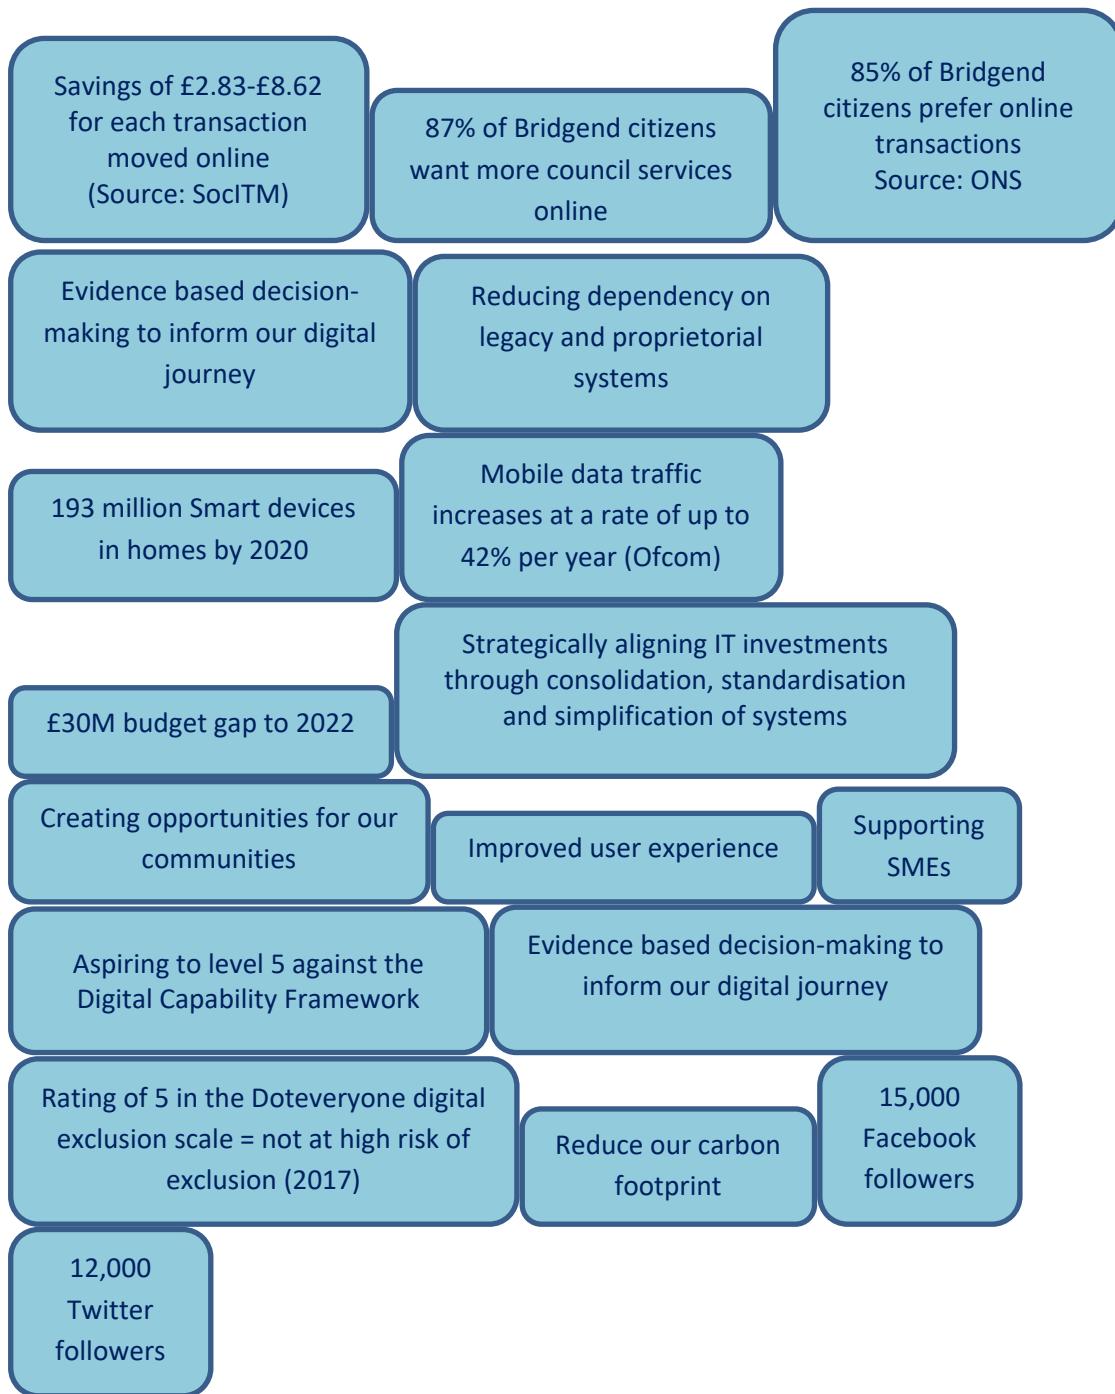 Savings of £2.83-£8.62
for each transaction
moved online
(Source: SocITM)
87% of Bridgend citizens
want more council services
online
85% of Bridgend
citizens prefer online
transactions
Source: ONS
Evidence based decision-
making to inform our digital
journey
Reducing dependency on
legacy and proprietorial
systems
193 million Smart devices
in homes by 2020
Mobile data traffic
increases at a rate of up to
42% per year (Ofcom)
£30M budget gap to 2022
Strategically aligning IT investments
through consolidation, standardisation
and simplification of systems
Creating opportunities for our
communities
Improved user experience
Supporting
SMEs
Aspiring to level 5 against the
Digital Capability Framework
Evidence based decision-making to
inform our digital journey
Rating of 5 in the Doteveryone digital
exclusion scale = not at high risk of
exclusion (2017)
Reduce our carbon
footprint
15,000
Facebook
followers
12,000
Twitter
followers